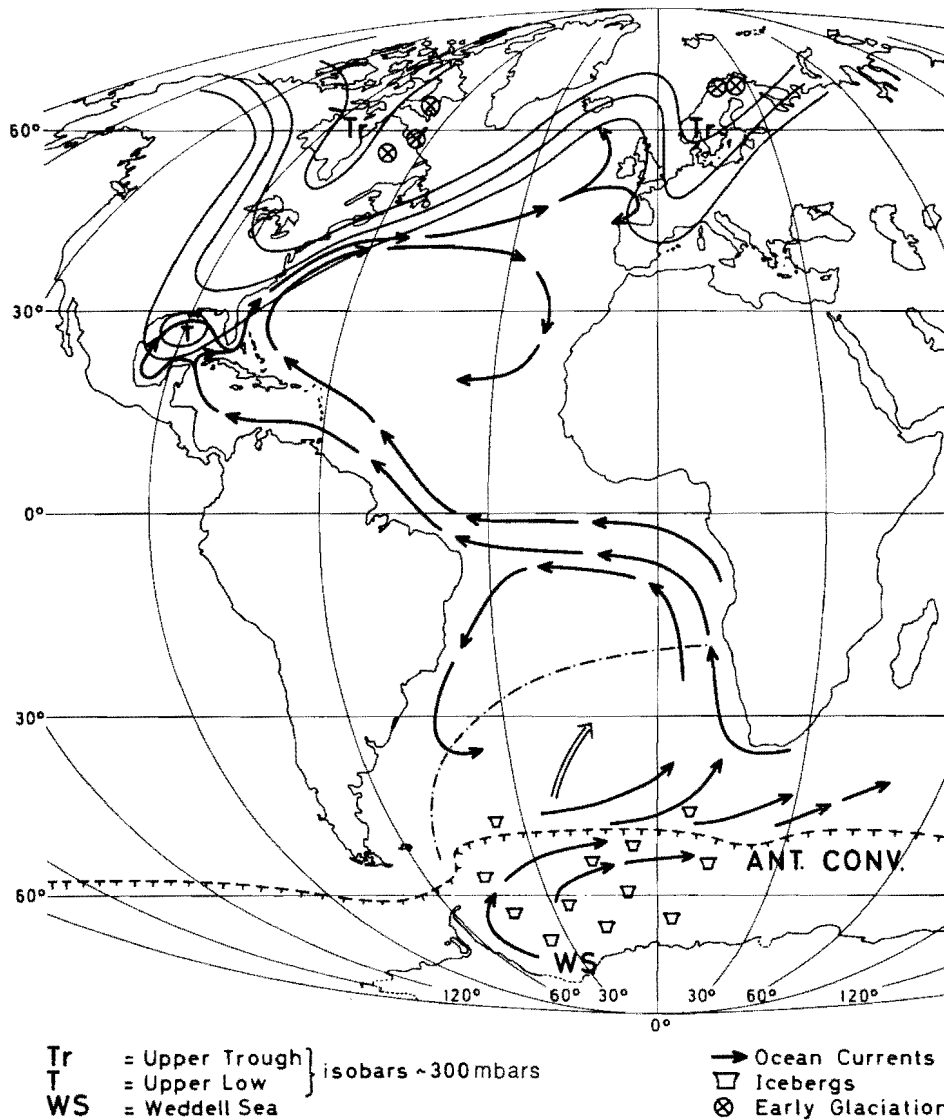 Tr
Tr
60°
30°
T
0°
30°
ANT. CONV.
60°
WS
120° 60° 30° 30° 60° 120°
0°
Tr = Upper Trough } isobars ~300 mbars
T = Upper Low
WS = Weddell Sea
Ocean Currents
Icebergs
Early Glaciation